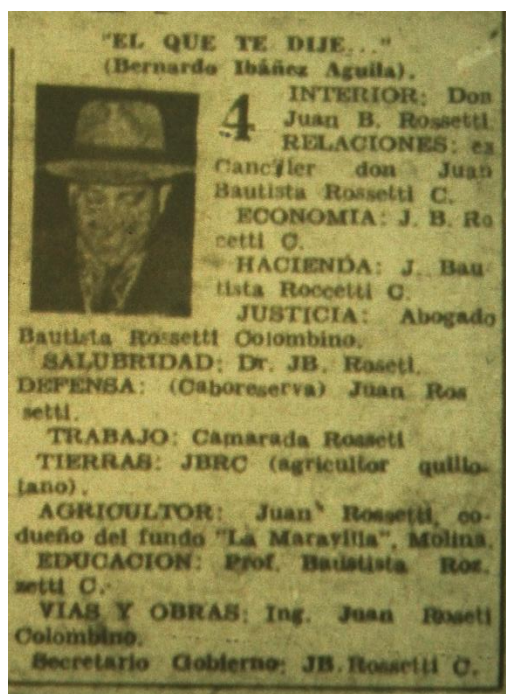 "EL QUE TE DIJE..."
(Bernardo Ibáñez Aguila).
4
INTERIOR: Don
Juan B. Rossetti
RELACIONES: ex
Canciller don Juan
Bautista Rossetti C.
ECONOMIA: J. B. Ro
cetti C.
HACIENDA: J. Bau
tista Roccetti C.
JUSTICIA: Abogado
Bautista Rossetti Colombino.
SALUBRIDAD: Dr. JB. Roseti.
DEFENSA: (Caboreserva) Juan Ros
setti.
TRABAJO: Camarada Rosseti
TIERRAS: JBRC (agricultor quillo-
tano).
AGRICULTOR: Juan Rossetti, co-
dueño del fundo "La Maravilla", Molina.
EDUCACION: Prof. Bautista Ros.
setti C.
VIAS Y OBRAS: Ing. Juan Roseti
Colombino.
Secretario Gobierno: JB. Rossetti C.